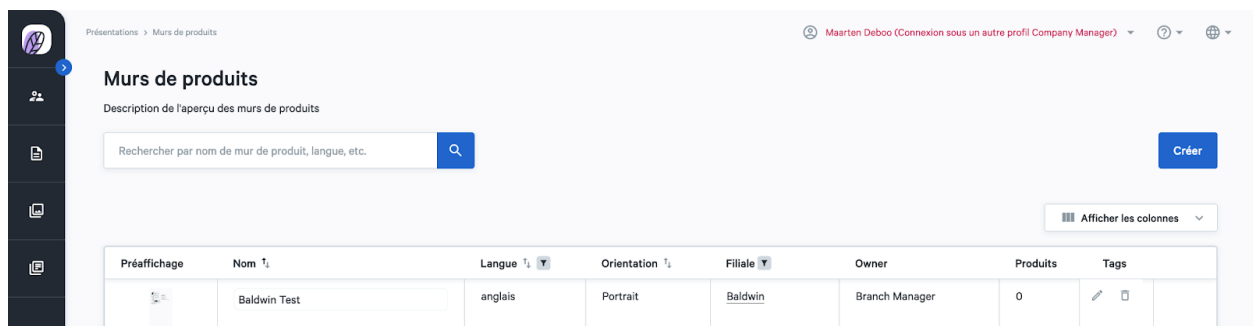 Présentations > Murs de produits
Maarten Deboo (Connexion sous un autre profil Company Manager)
Murs de produits
Description de l'aperçu des murs de produits
Rechercher par nom de mur de produit, langue, etc.
Créer
Afficher les colonnes
Préaffichage Nom Langue Orientation Filiale Owner Produits Tags
Baldwin Test anglais Portrait Baldwin Branch Manager 0